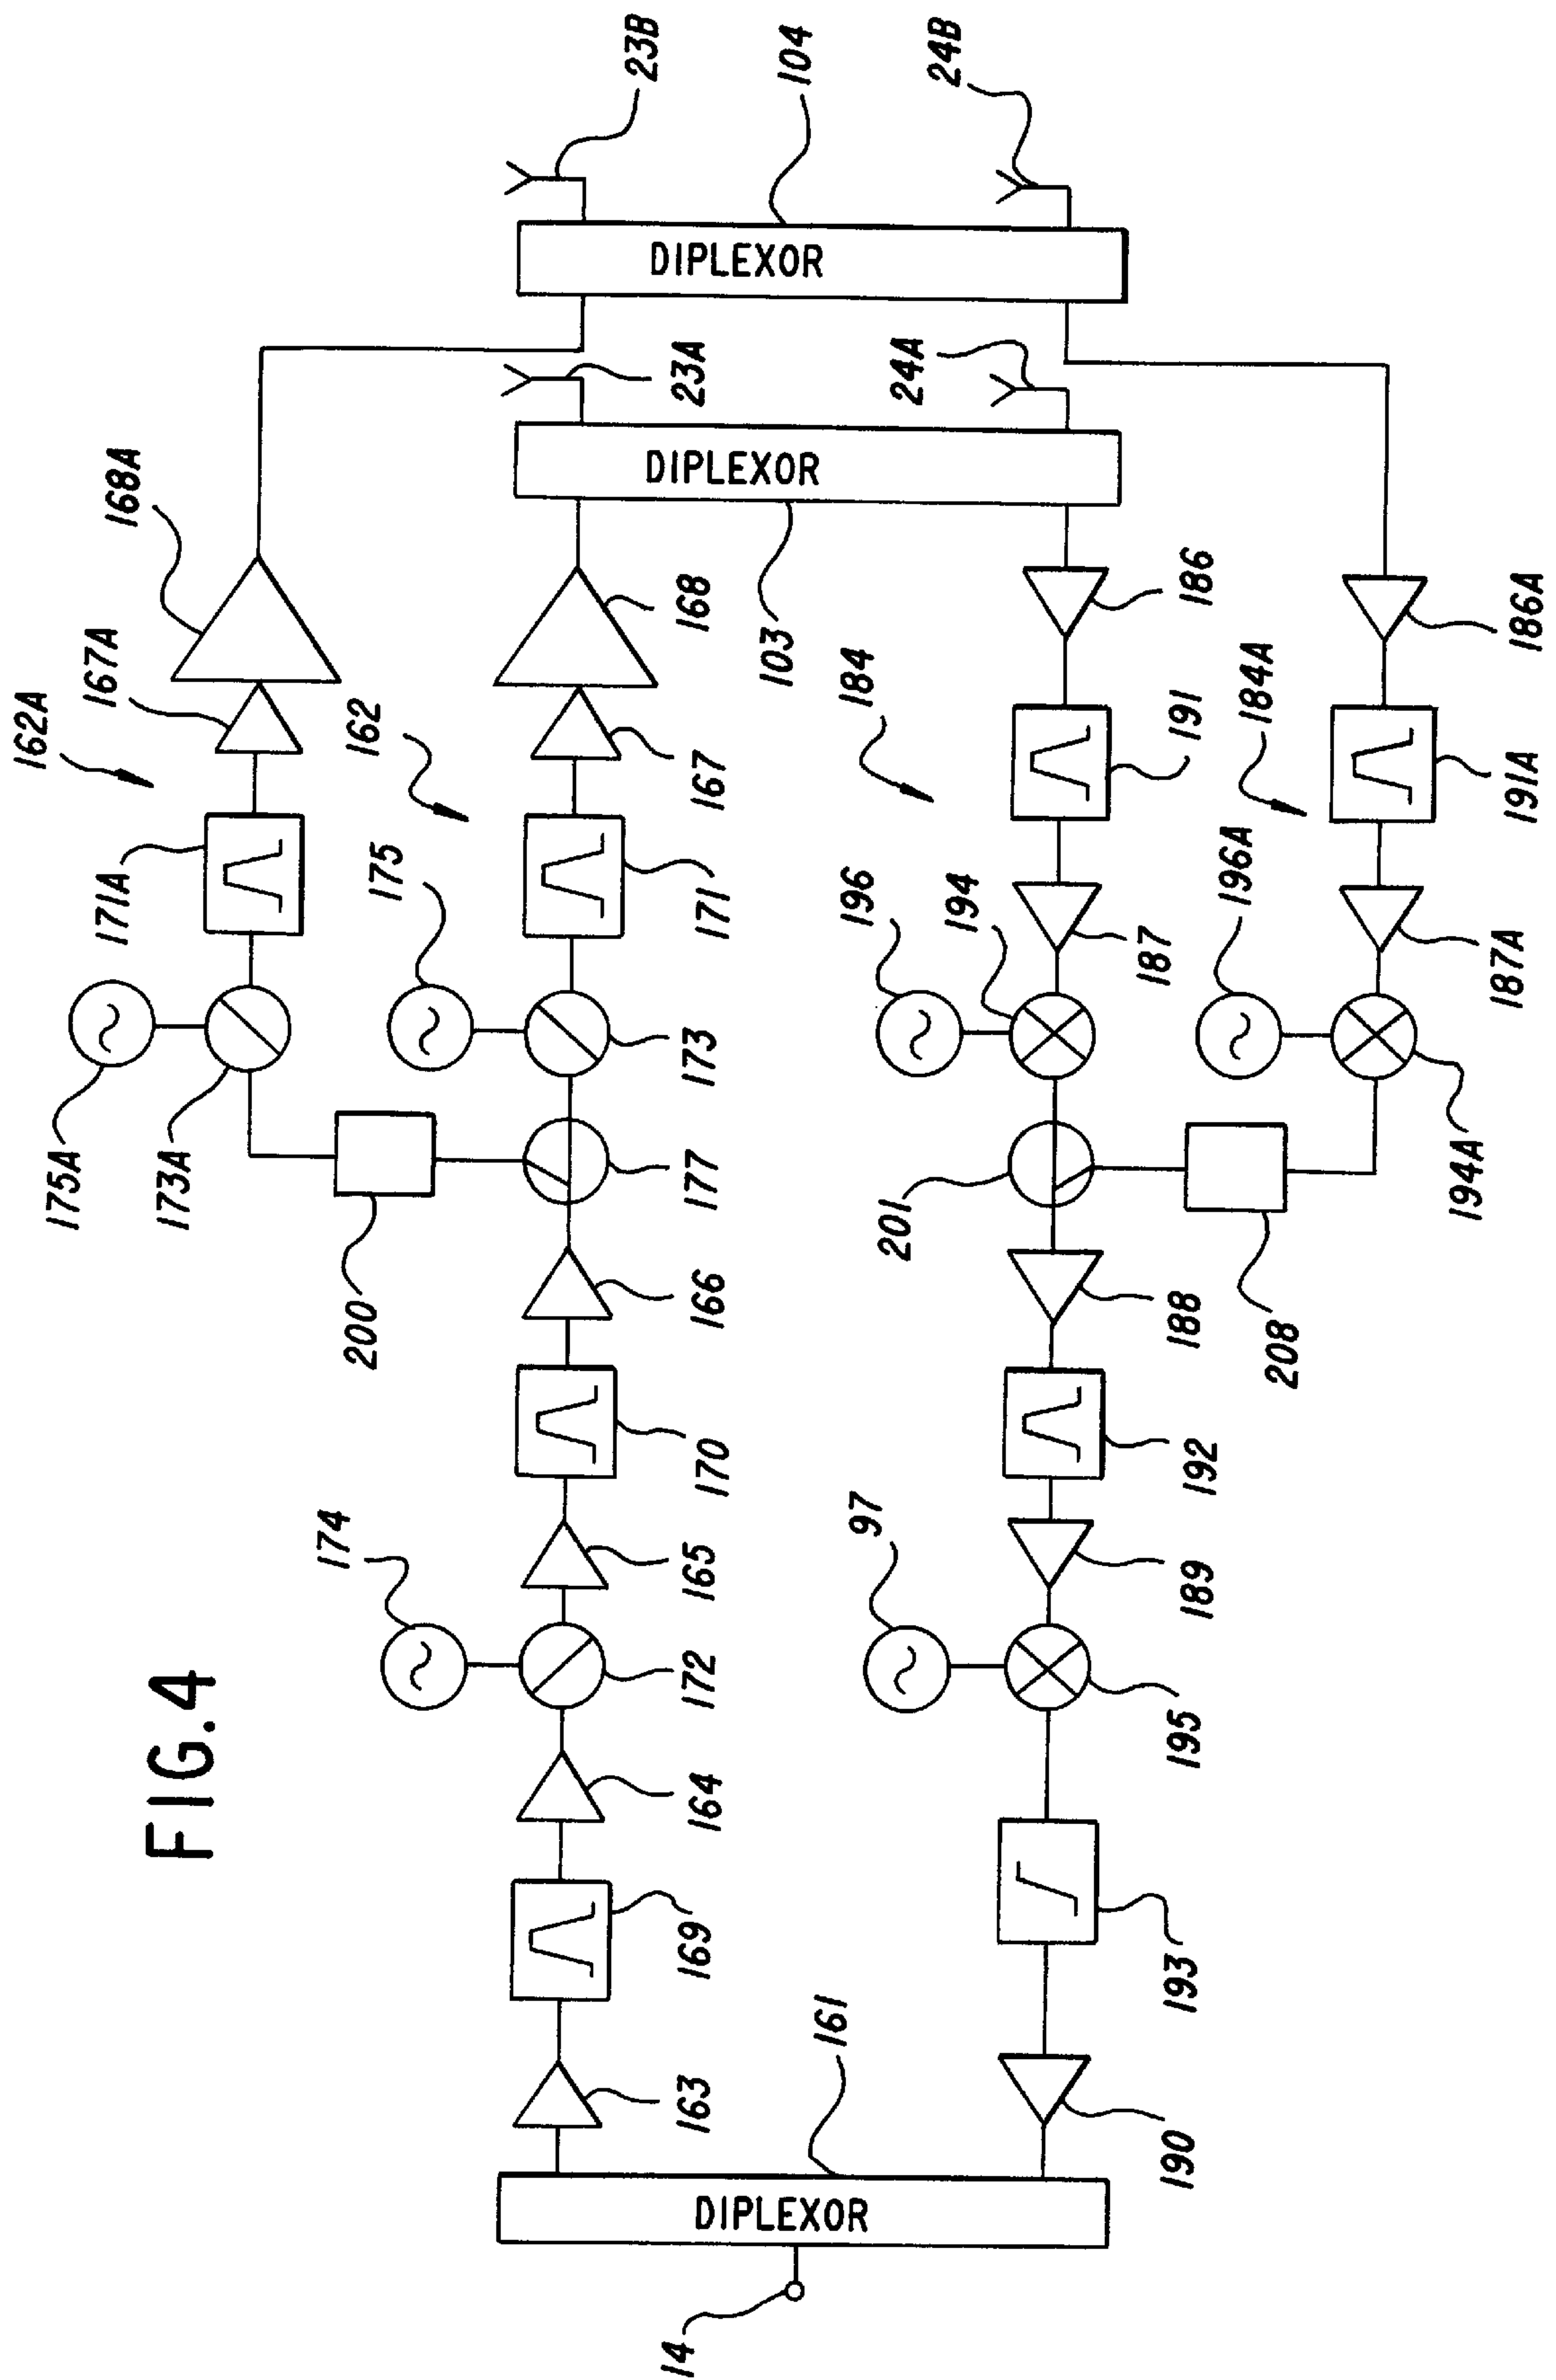 FIG.4
175A
173A
171A
162A
167A
168A
200
174
175
162
23B
104
24B
23A
24A
DIPLEXOR
DIPLEXOR
163
169
164
172
165
170
166
177
173
171
167
168
103
14
DIPLEXOR
161
97
201
196
194
184
190
193
195
189
192
188
187
191
186
208
194A
196A
187A
184A
191A
186A